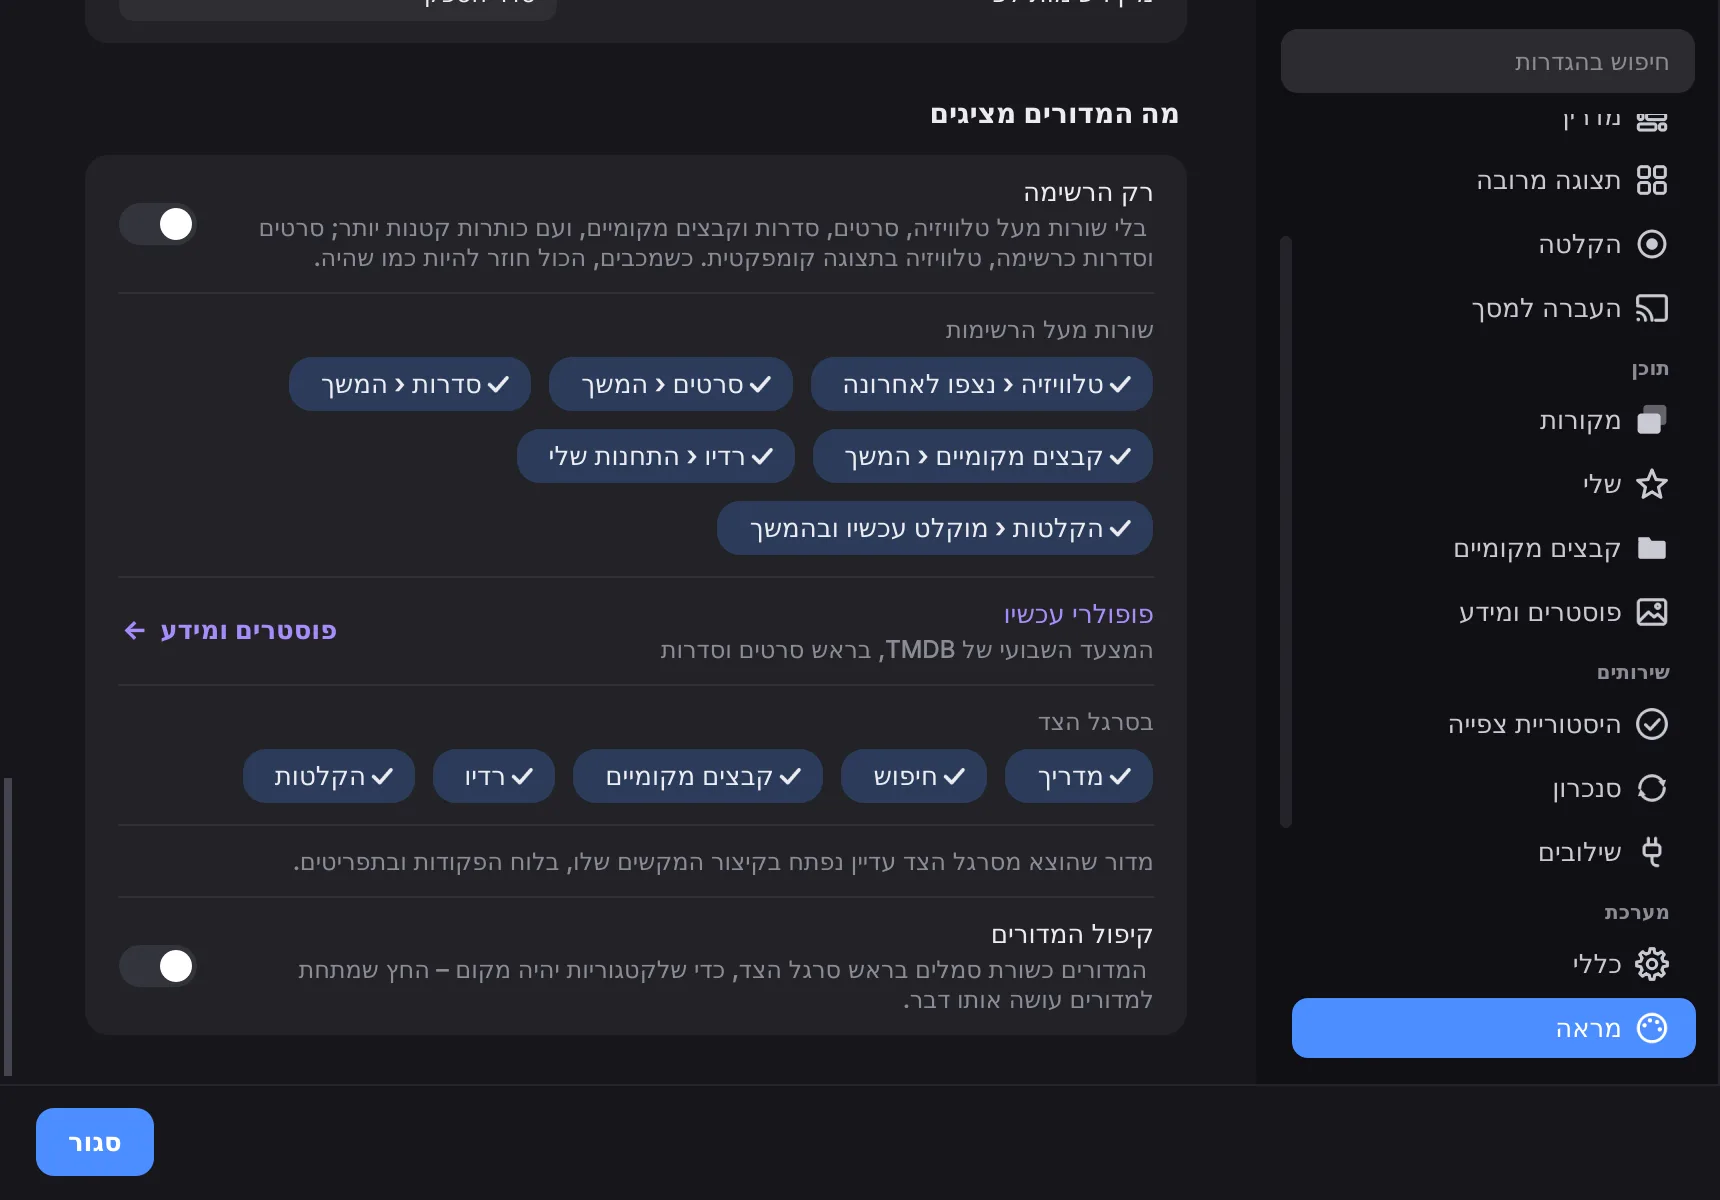 חיפוש בהגדרות
תצוגה מרובה
הקלטה
העברה למסך
תוכן
מקורות
שלי
קבצים מקומיים
פוסטרים ומידע
שירותים
היסטוריית צפייה
סנכרון
שילובים
מערכת
כללי
מראה
מה המדורים מציגים
רק הרשימה
בלי שורות מעל טלוויזיה, סרטים, סדרות וקבצים מקומיים, ועם כותרות קטנות יותר; סרטים
וסדרות כרשימה, טלוויזיה בתצוגה קומפקטית. כשמכבים, הכול חוזר להיות כמו שהיה.
שורות מעל הרשימות
טלוויזיה › נצפו לאחרונה
סרטים › המשך
סדרות › המשך
קבצים מקומיים › המשך
רדיו › התחנות שלי
הקלטות › מוקלט עכשיו ובהמשך
פופולרי עכשיו
המצעד השבועי של TMDB, בראש סרטים וסדרות
פוסטרים ומידע ←
בסרגל הצד
מדריך
חיפוש
קבצים מקומיים
רדיו
הקלטות
מדור שהוצא מסרגל הצד עדיין נפתח בקיצור המקשים שלו, בלוח הפקודות ובתפריטים.
קיפול המדורים
המדורים כשורת סמלים בראש סרגל הצד, כדי שלקטגוריות יהיה מקום – החץ שמתחת
למדורים עושה אותו דבר.
סגור